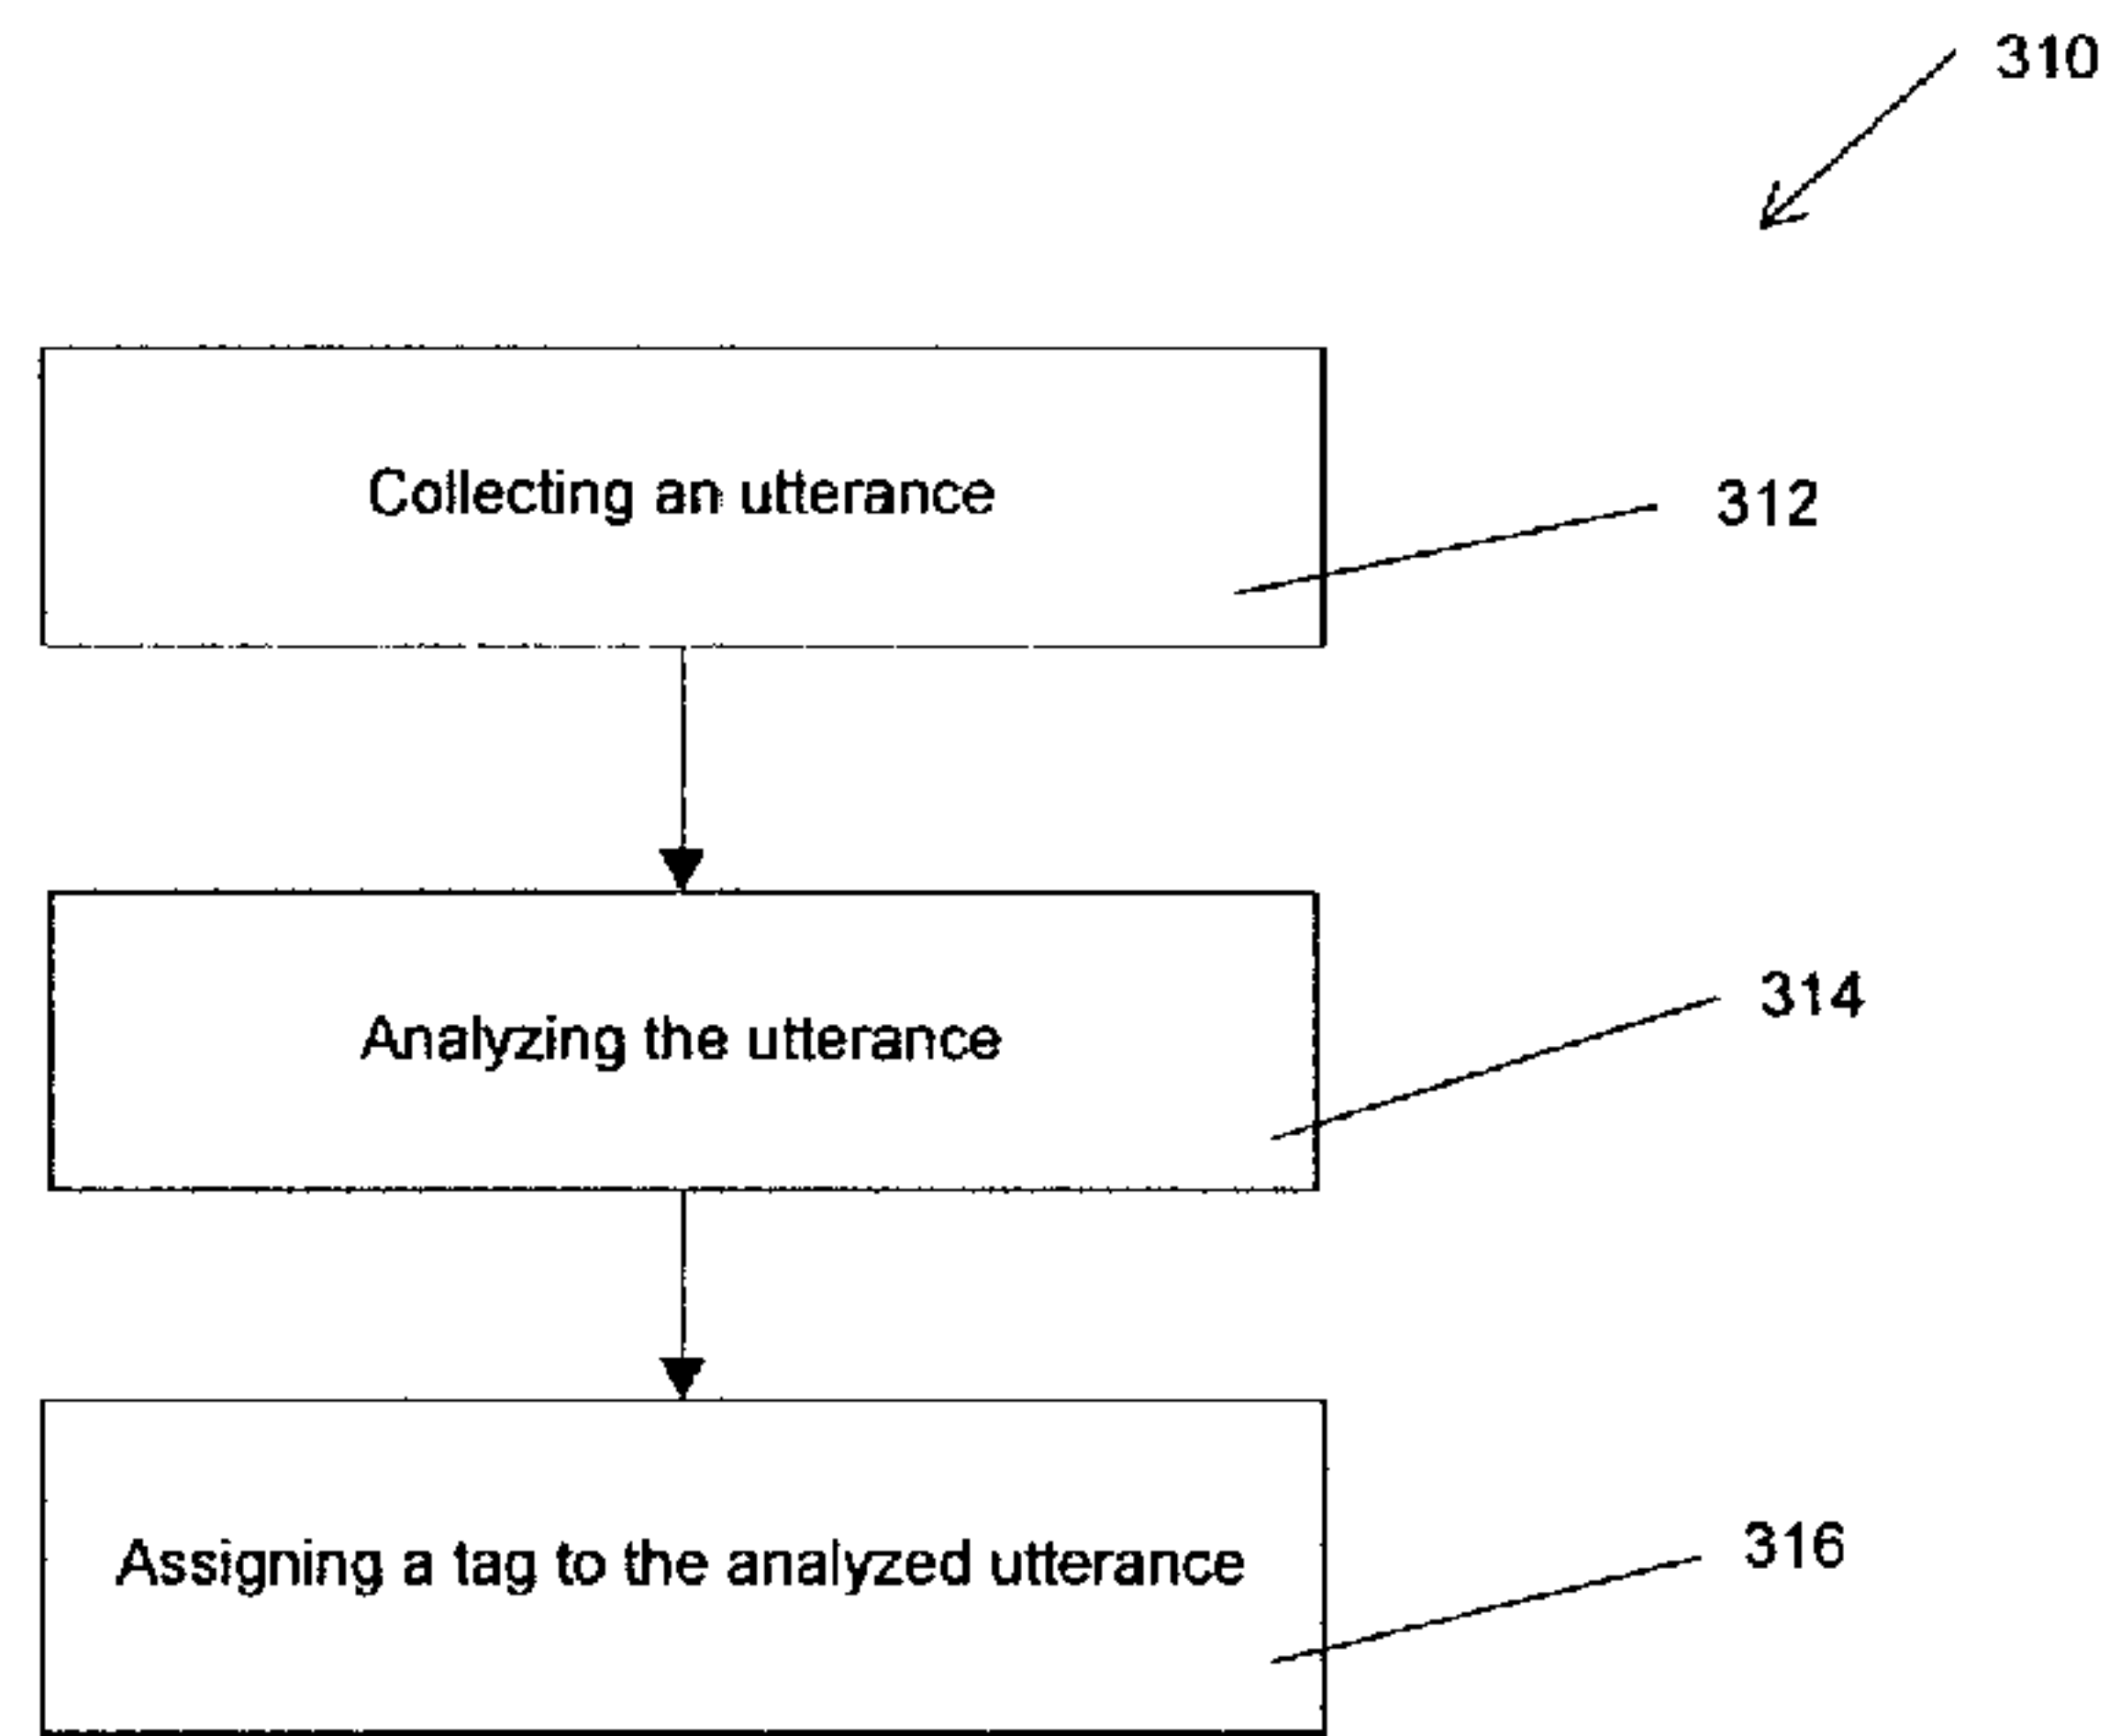 310
Collecting an utterance
312
Analyzing the utterance
314
Assigning a tag to the analyzed utterance
316